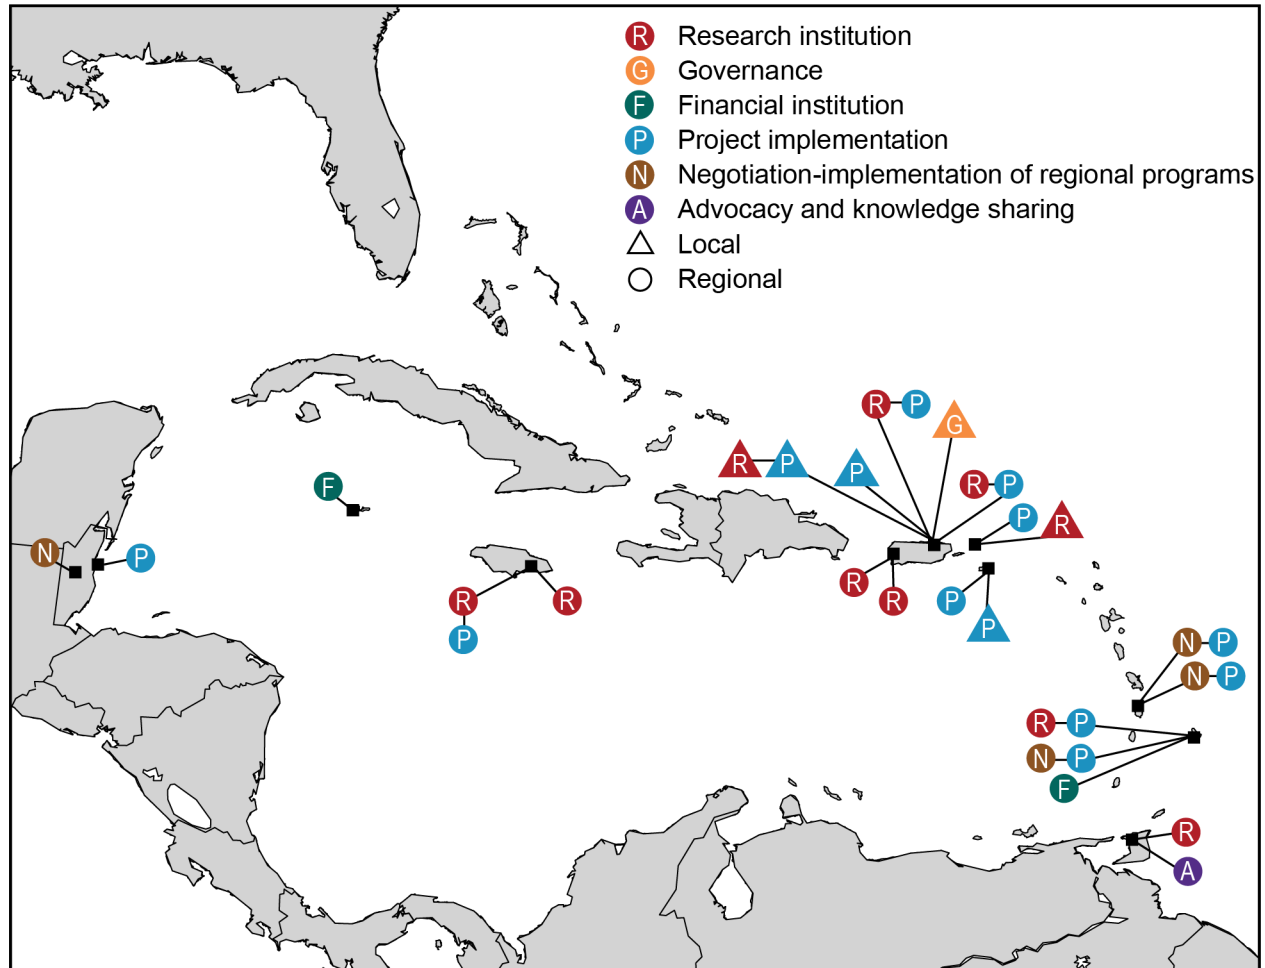 R Research institution
G Governance
F Financial institution
P Project implementation
N Negotiation-implementation of regional programs
A Advocacy and knowledge sharing
Local
Regional
R P
G
R P
P
R P
F
P
R
N
P
R
R
R
R
P
P
P
N P
N P
R P
N P
F
R
A